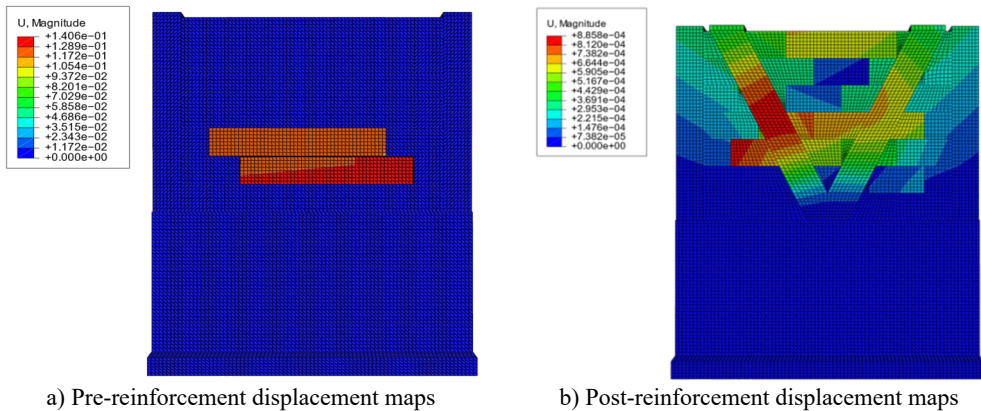 U, Magnitude
+1.406e-01
+1.289e-01
+1.172e-01
+1.054e-01
+9.372e-02
+8.201e-02
+7.029e-02
+5.858e-02
+4.686e-02
+3.515e-02
+2.343e-02
+1.172e-02
+0.000e+00
U, Magnitude
+8.858e-04
+8.120e-04
+7.382e-04
+6.644e-04
+5.905e-04
+5.167e-04
+4.429e-04
+3.691e-04
+2.953e-04
+2.215e-04
+1.476e-04
+7.382e-05
+0.000e+00
a) Pre-reinforcement displacement maps
b) Post-reinforcement displacement maps